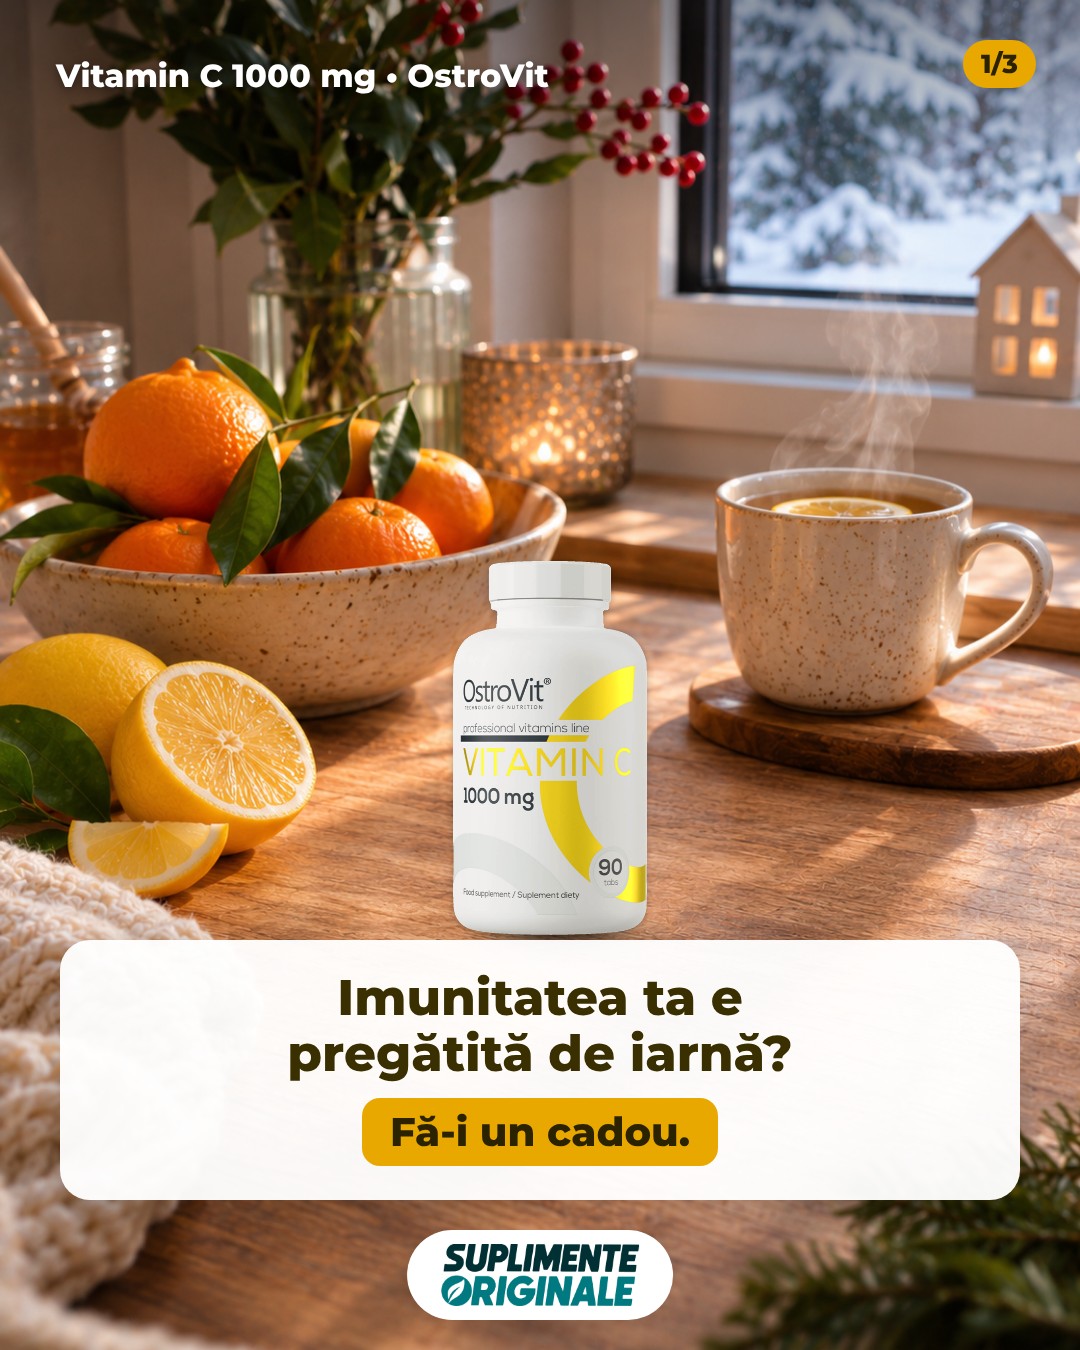 Vitamin C 1000 mg • OstroVit
1/3
OstroVit®
TECHNOLOGY OF NUTRITION
professional vitamins line
VITAMIN C
1000 mg
90
tabs
Food supplement / Suplement diety
Imunitatea ta e
pregătită de iarnă?
Fă-i un cadou.
SUPLIMENTE
ORIGINALE